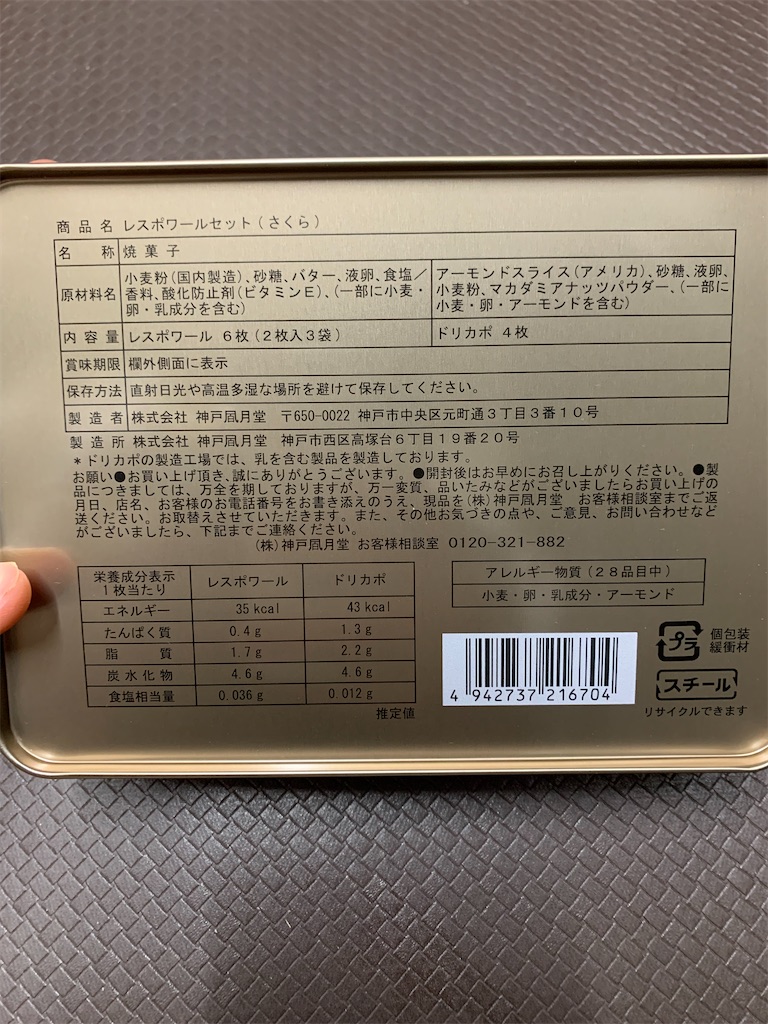 商品名 レスポワールセット(さくら)
名称 焼菓子
原材料名 小麦粉(国内製造)、砂糖、バター、液卵、食塩/
香料、酸化防止剤(ビタミンE)、(一部に小麦・
卵・乳成分を含む)
アーモンドスライス(アメリカ)、砂糖、液卵、
小麦粉、マカダミアナッツパウダー、(一部に
小麦・卵・アーモンドを含む)
内容量 レスポワール 6枚(2枚入3袋) ドリカポ 4枚
賞味期限 欄外側面に表示
保存方法 直射日光や高温多湿な場所を避けて保存してください。
製造者 株式会社 神戸凮月堂 〒650-0022 神戸市中央区元町通3丁目3番10号
製造所 株式会社 神戸凮月堂 神戸市西区高塚台6丁目19番20号
*ドリカポの製造工場では、乳を含む製品を製造しております。
お願い●お買い上げ頂き、誠にありがとうございます。●開封後はお早めにお召し上がりください。●製
品につきましては、万全を期しておりますが、万一変質、品いたみなどがございましたらお買い上げの
月日、店名、お客様のお電話番号をお書き添えのうえ、現品を(株)神戸凮月堂 お客様相談室までご返
送ください。お取替えさせていただきます。また、その他お気づきの点や、ご意見、お問い合わせなど
がございましたら、下記までご連絡ください。
(株)神戸凮月堂 お客様相談室 0120-321-882
栄養成分表示
1枚当たり レスポワール ドリカポ
エネルギー 35kcal 43kcal
たんぱく質 0.4g 1.3g
脂質 1.7g 2.2g
炭水化物 4.6g 4.6g
食塩相当量 0.036g 0.012g
推定値
アレルギー物質(28品目中)
小麦・卵・乳成分・アーモンド
4 942737 216704
プラ 個包装
緩衝材
スチール
リサイクルできます